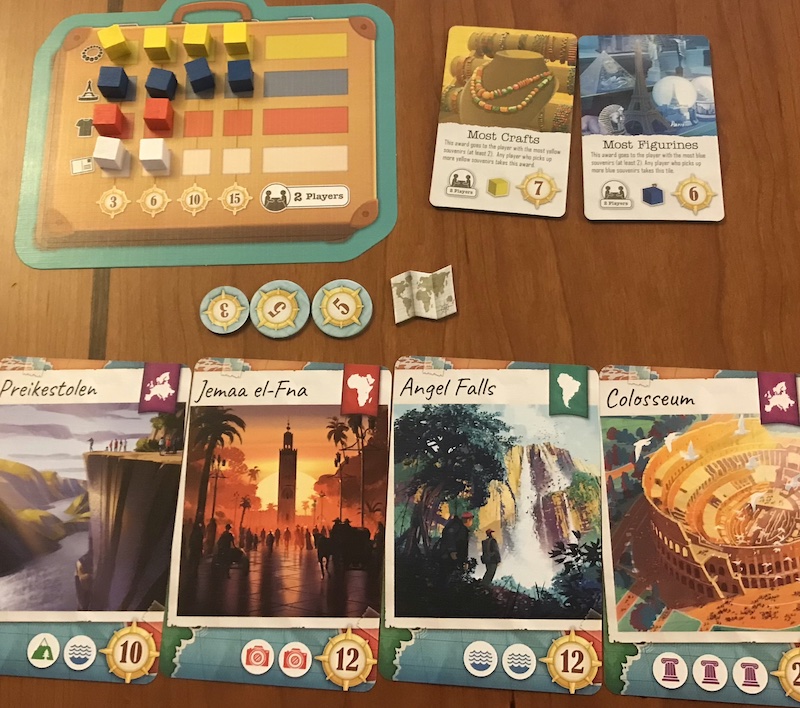 3
6
10
15
2 Players
Most Crafts
This award goes to the player with the most yellow
souvenirs (at least 2). Any player who picks up
more yellow souvenirs takes this award.
2 Players
7
Most Figurines
This award goes to the player with the most blue
souvenirs (at least 2). Any player who picks up
more blue souvenirs takes this tile.
2 Players
6
3
5
5
Preikestolen
10
Jemaa el-Fna
12
Angel Falls
12
Colosseum